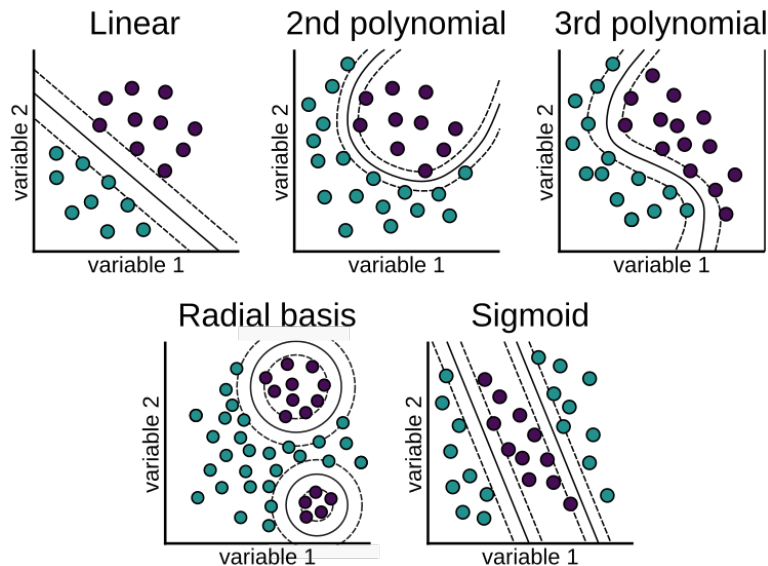 Linear
2nd polynomial
3rd polynomial
variable 2
variable 1
variable 2
variable 1
variable 2
variable 1
Radial basis
Sigmoid
variable 2
variable 1
variable 2
variable 1